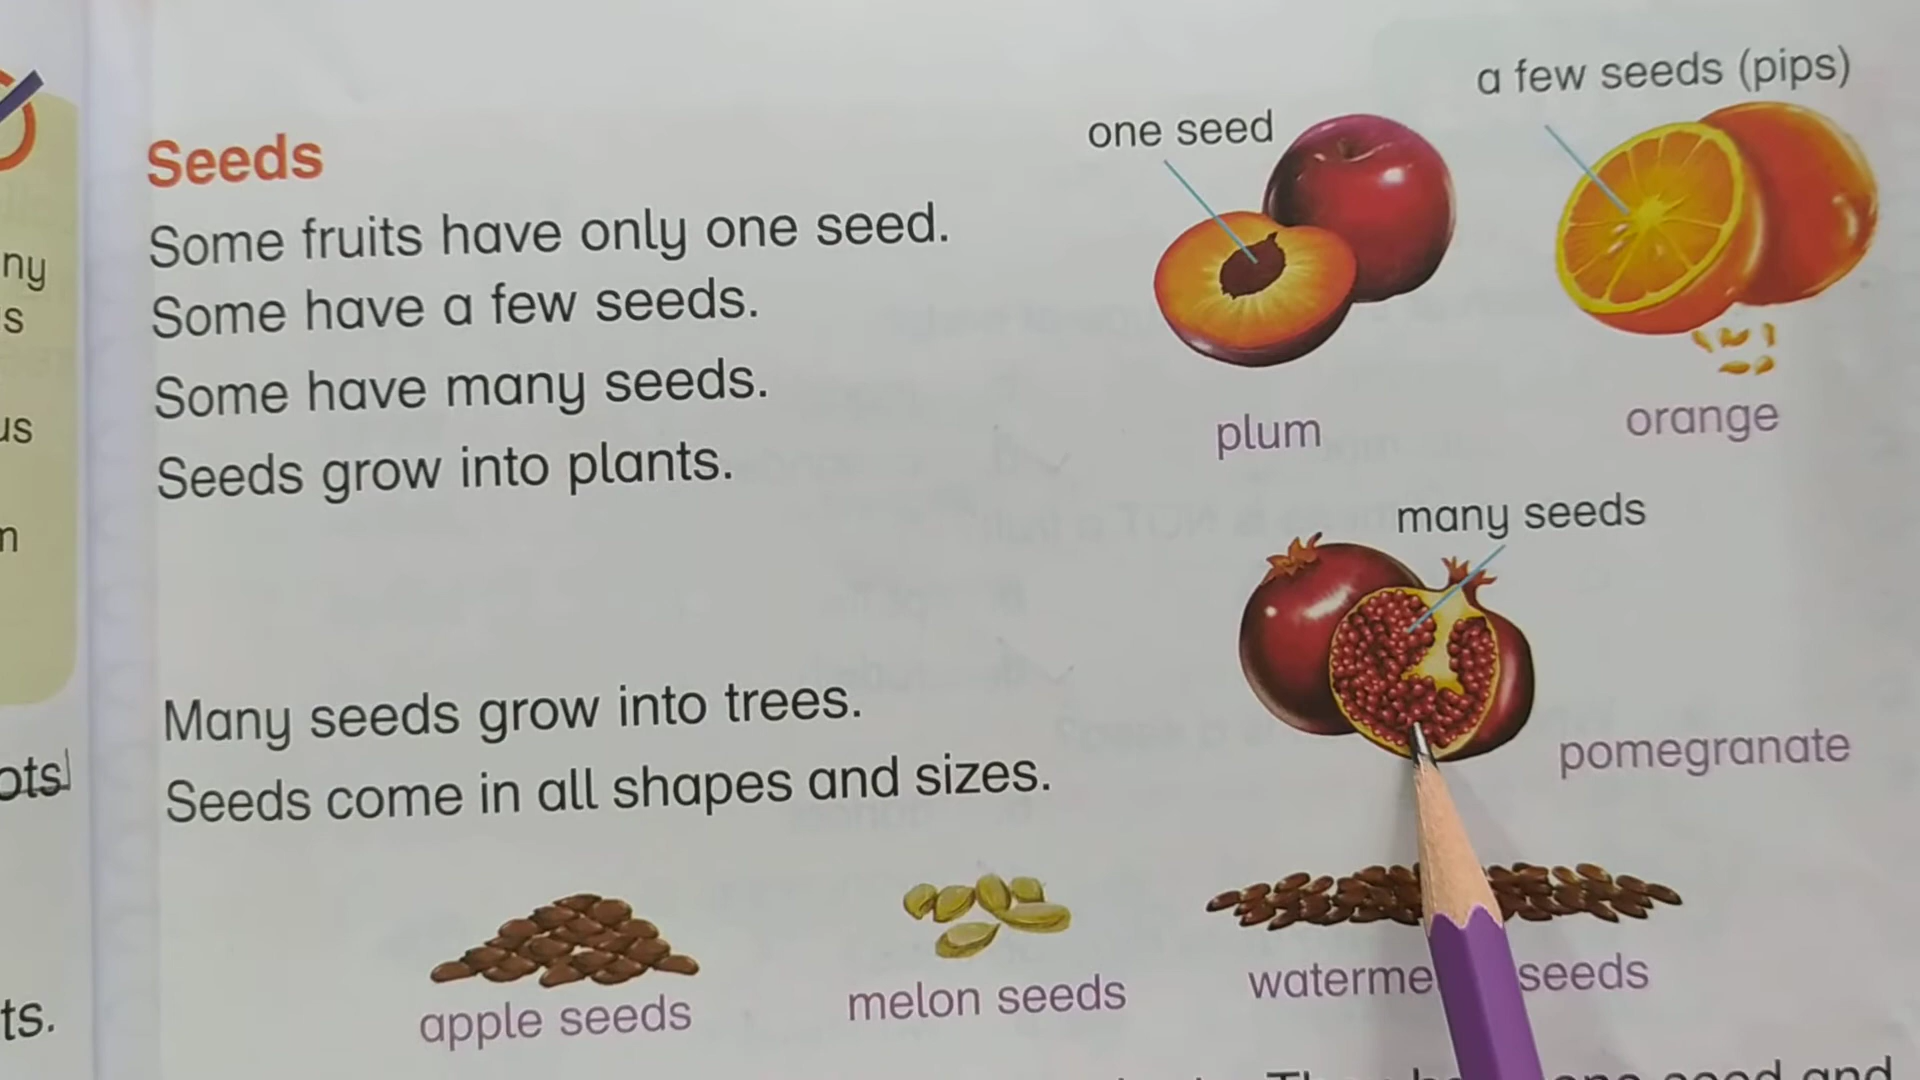 Seeds
Some fruits have only one seed.
Some have a few seeds.
Some have many seeds.
Seeds grow into plants.
Many seeds grow into trees.
Seeds come in all shapes and sizes.
one seed
a few seeds (pips)
plum
orange
many seeds
pomegranate
apple seeds
melon seeds
seeds